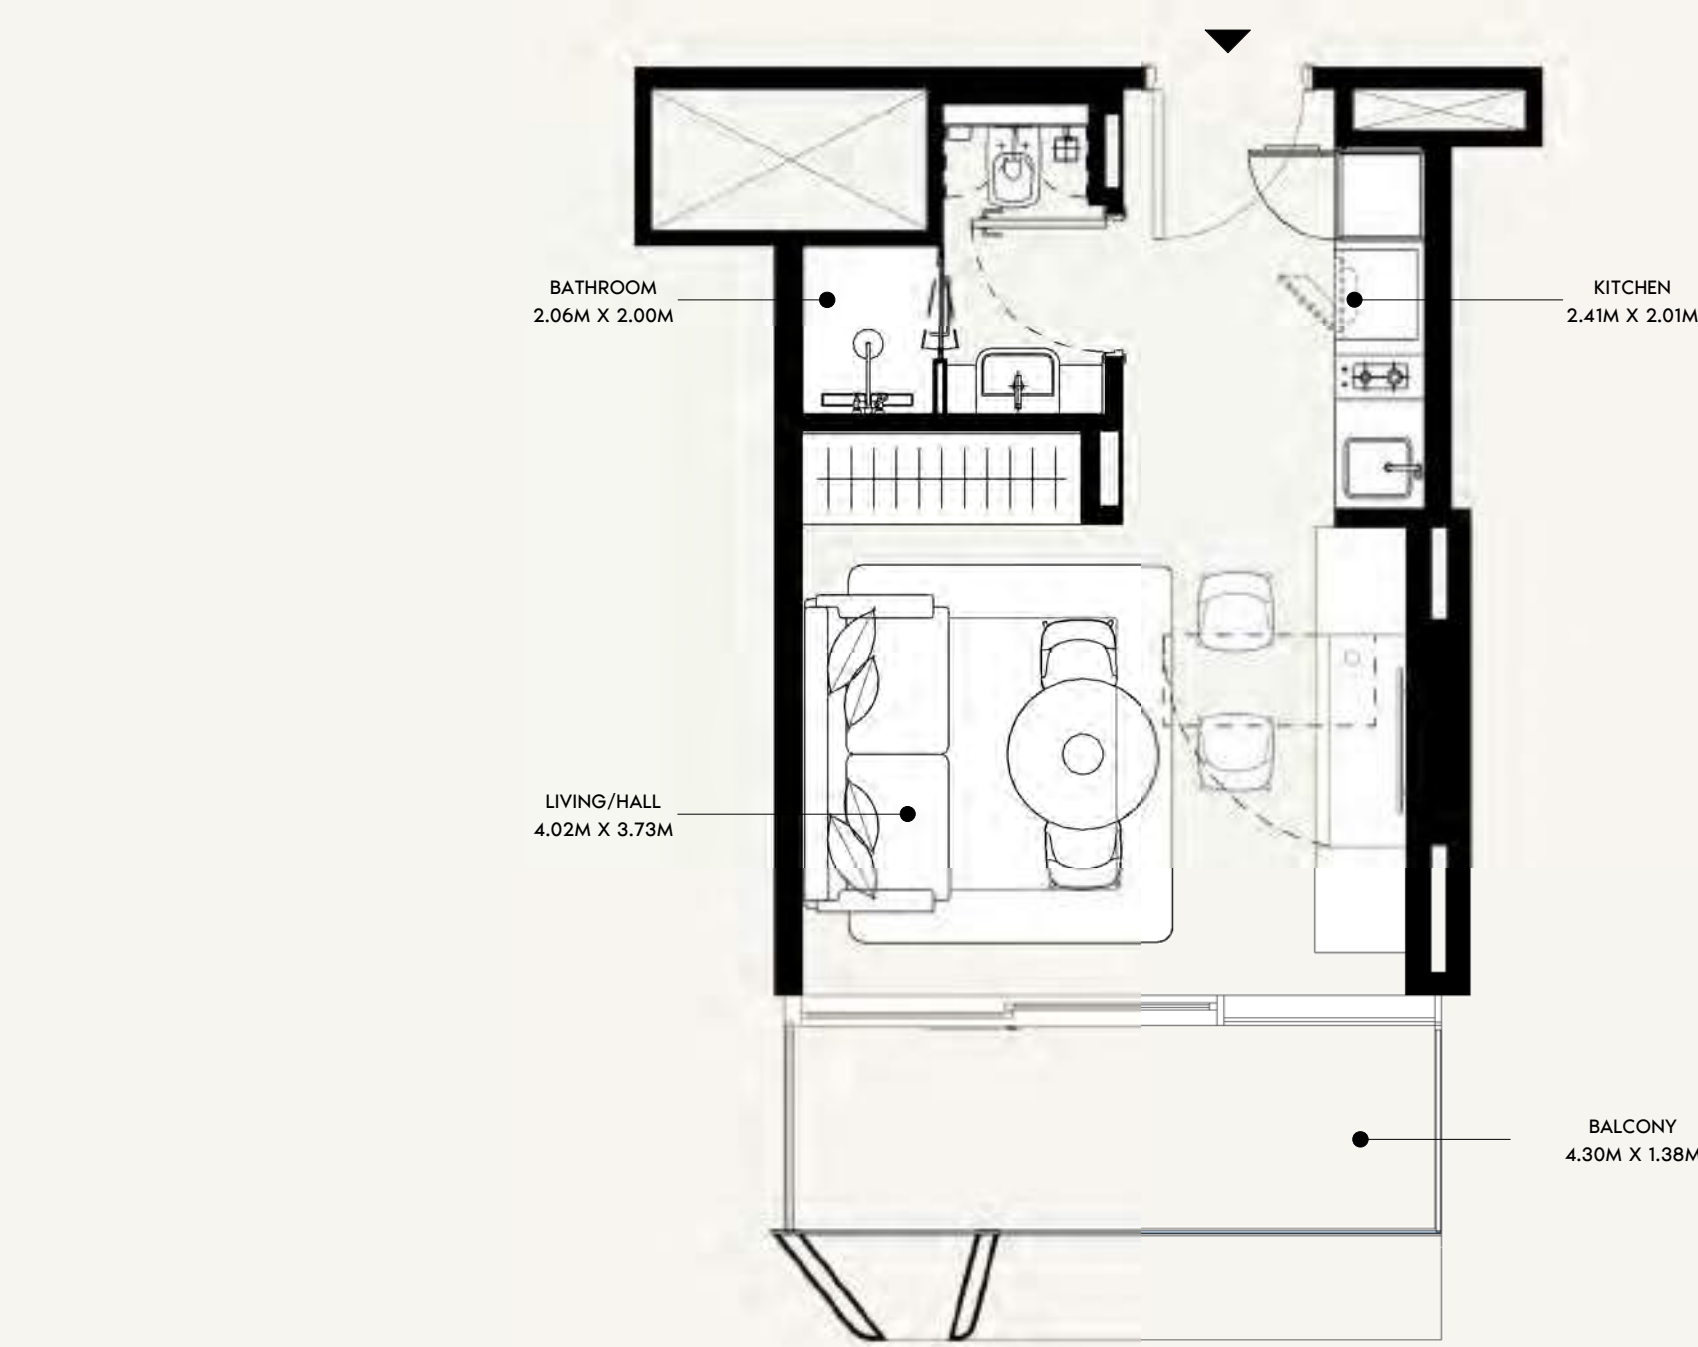 BATHROOM
2.06M X 2.00M
KITCHEN
2.41M X 2.01M
LIVING/HALL
4.02M X 3.73M
BALCONY
4.30M X 1.38M